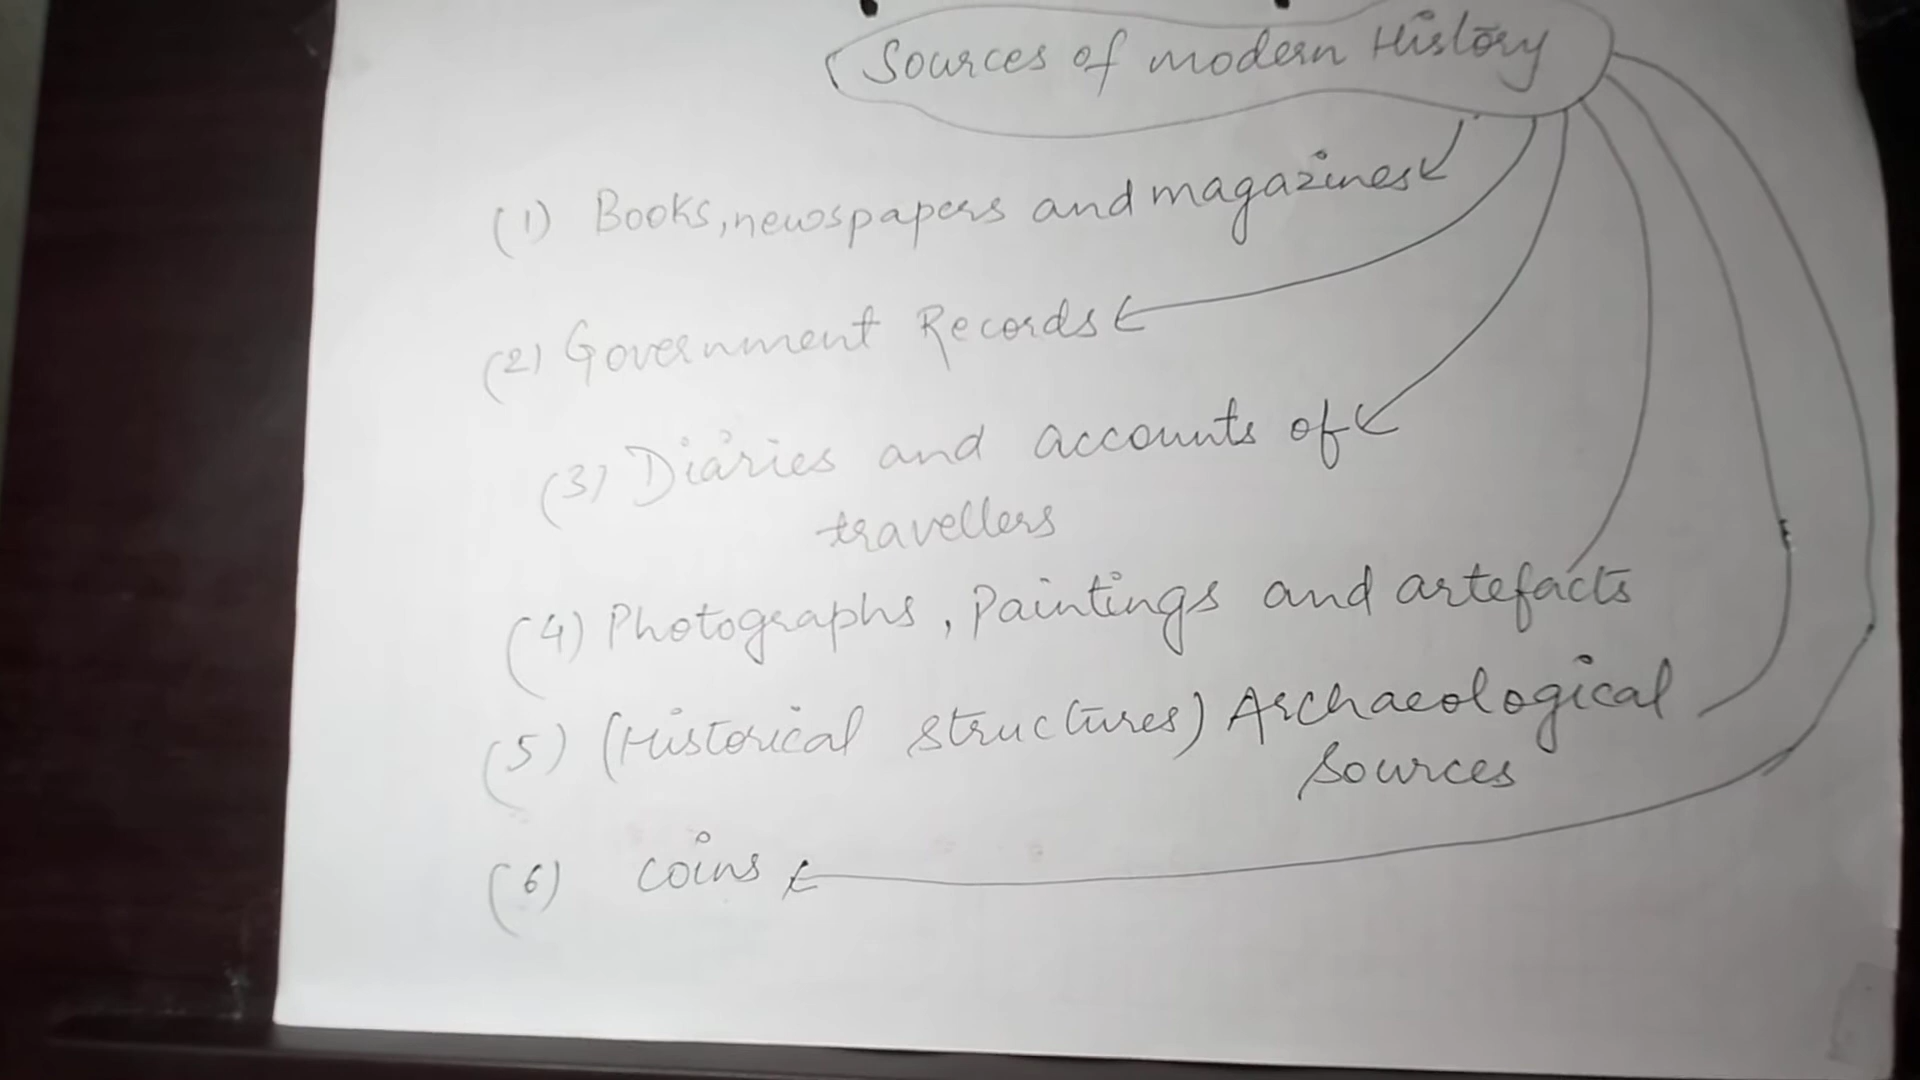 Sources of modern History
(1) Books, newspapers and magazines
(2) Government Records
(3) Diaries and accounts of
travellers
(4) Photographs, Paintings and artefacts
(5) (Historical structures) Archaeological
Sources
(6) coins